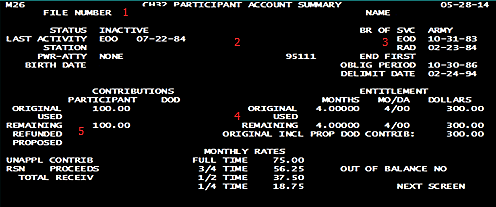 M26 CH32 PARTICIPANT ACCOUNT SUMMARY 05-28-14
FILE NUMBER 1 NAME
STATUS INACTIVE BR OF SVC ARMY
LAST ACTIVITY EOO 07-22-84 2 3 EOD 10-31-83
STATION RAD 02-23-84
PWR-ATTY NONE 95111 END FIRST
BIRTH DATE OBLIG PERIOD 10-30-86
DELIMIT DATE 02-24-94
CONTRIBUTIONS ENTITLEMENT
PARTICIPANT DOD MONTHS MO/DA DOLLARS
ORIGINAL 100.00 ORIGINAL 4.00000 4/00 300.00
USED 4 USED
REMAINING 100.00 REMAINING 4.00000 4/00 300.00
REFUNDED 5 ORIGINAL INCL PROP DOD CONTRIB: 300.00
PROPOSED
MONTHLY RATES
UNAPPL CONTRIB FULL TIME 75.00
RSN PROCEEDS 3/4 TIME 56.25 OUT OF BALANCE NO
TOTAL RECEIV 1/2 TIME 37.50
1/4 TIME 18.75 NEXT SCREEN